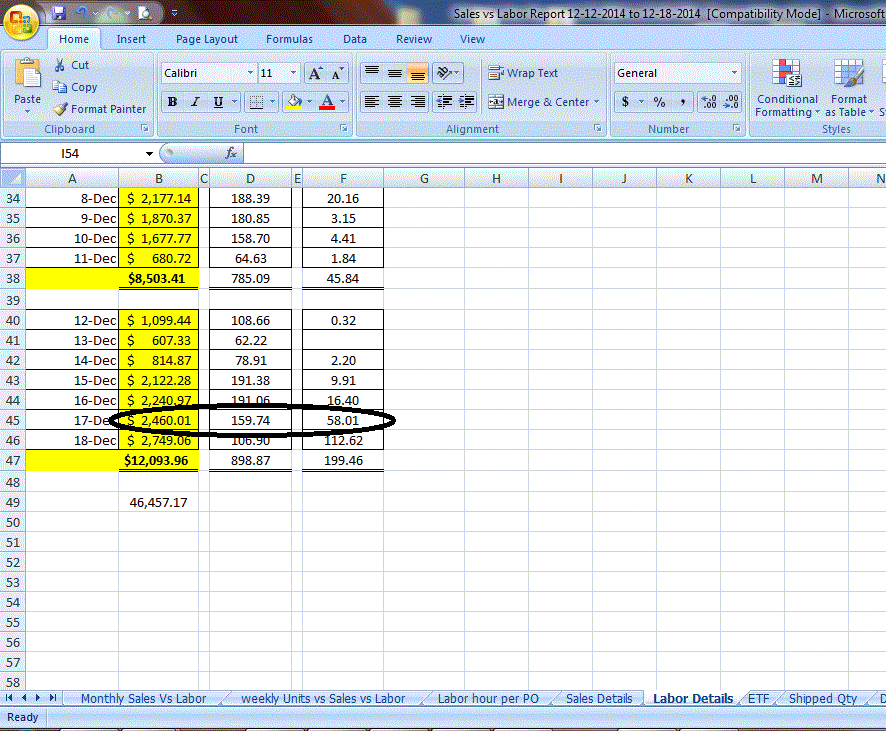 Sales vs Labor Report 12-12-2014 to 12-18-2014 [Compatibility Mode] - Microsoft
Home Insert Page Layout Formulas Data Review View
Cut
Copy
Format Painter
Paste
Clipboard
Calibri 11 A A
B I U A
Font
Wrap Text
Merge & Center
Alignment
General
$ % , .00 .00
Number
Conditional Formatting
Format as Table
Styles
I54 fx
A B C D E F G H I J K L M N
34 8-Dec $ 2,177.14 188.39 20.16
35 9-Dec $ 1,870.37 180.85 3.15
36 10-Dec $ 1,677.77 158.70 4.41
37 11-Dec $ 680.72 64.63 1.84
38 $8,503.41 785.09 45.84
39
40 12-Dec $ 1,099.44 108.66 0.32
41 13-Dec $ 607.33 62.22
42 14-Dec $ 814.87 78.91 2.20
43 15-Dec $ 2,122.28 191.38 9.91
44 16-Dec $ 2,240.97 191.06 16.40
45 17-Dec $ 2,460.01 159.74 58.01
46 18-Dec $ 2,749.06 106.90 112.62
47 $12,093.96 898.87 199.46
48
49 46,457.17
50
51
52
53
54
55
56
57
58
Monthly Sales Vs Labor weekly Units vs Sales vs Labor Labor hour per PO Sales Details Labor Details ETF Shipped Qty
Ready